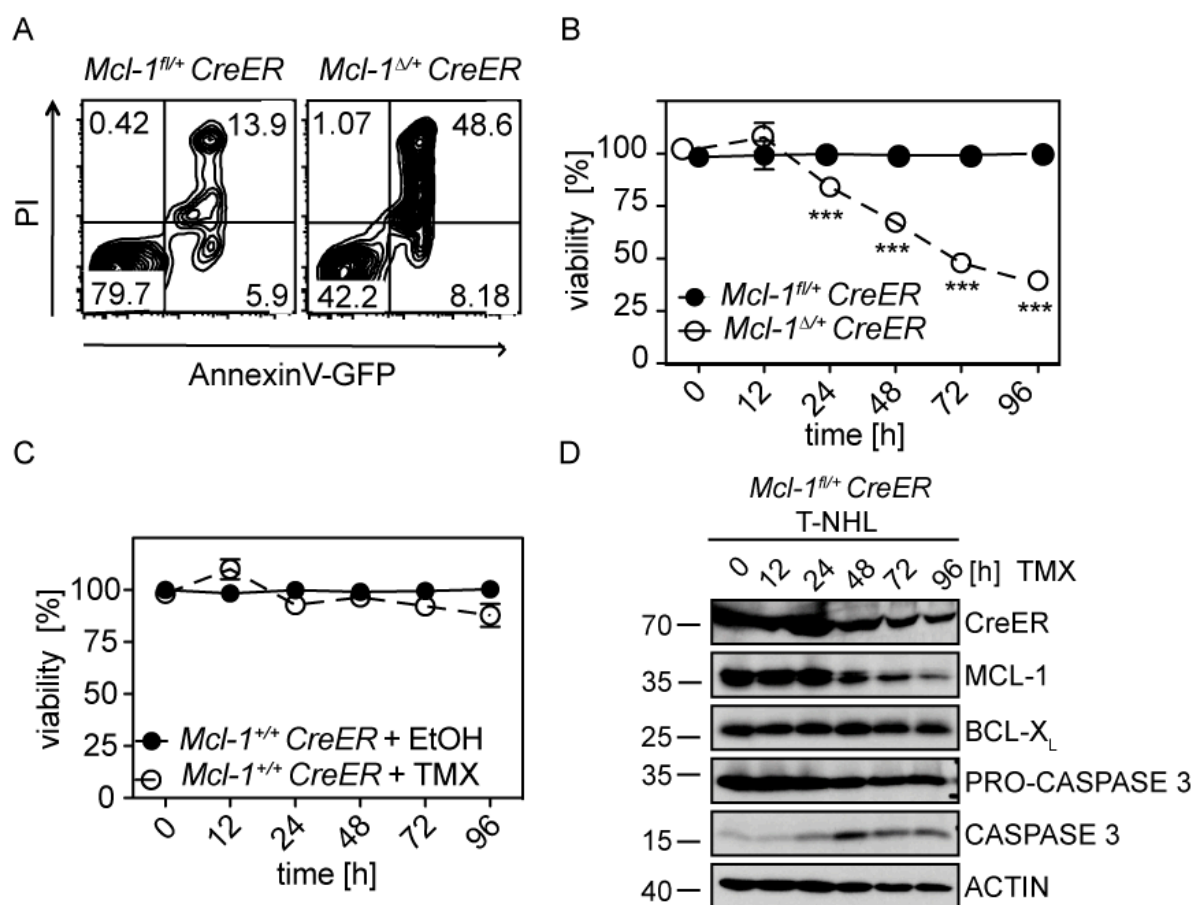 A
Mcl-1fl/+ CreER
Mcl-1Δ/+ CreER
PI
0.42
13.9
79.7
5.9
1.07
48.6
42.2
8.18
AnnexinV-GFP
B
viability [%]
100
75
50
25
0
***
***
***
***
Mcl-1fl/+ CreER
Mcl-1Δ/+ CreER
0 12 24 48 72 96
time [h]
C
viability [%]
100
75
50
25
0
Mcl-1+/+ CreER + EtOH
Mcl-1+/+ CreER + TMX
0 12 24 48 72 96
time [h]
D
Mcl-1fl/+ CreER
T-NHL
0 12 24 48 72 96 [h] TMX
70 CreER
35 MCL-1
25 BCL-XL
35 PRO-CASPASE 3
15 CASPASE 3
40 ACTIN